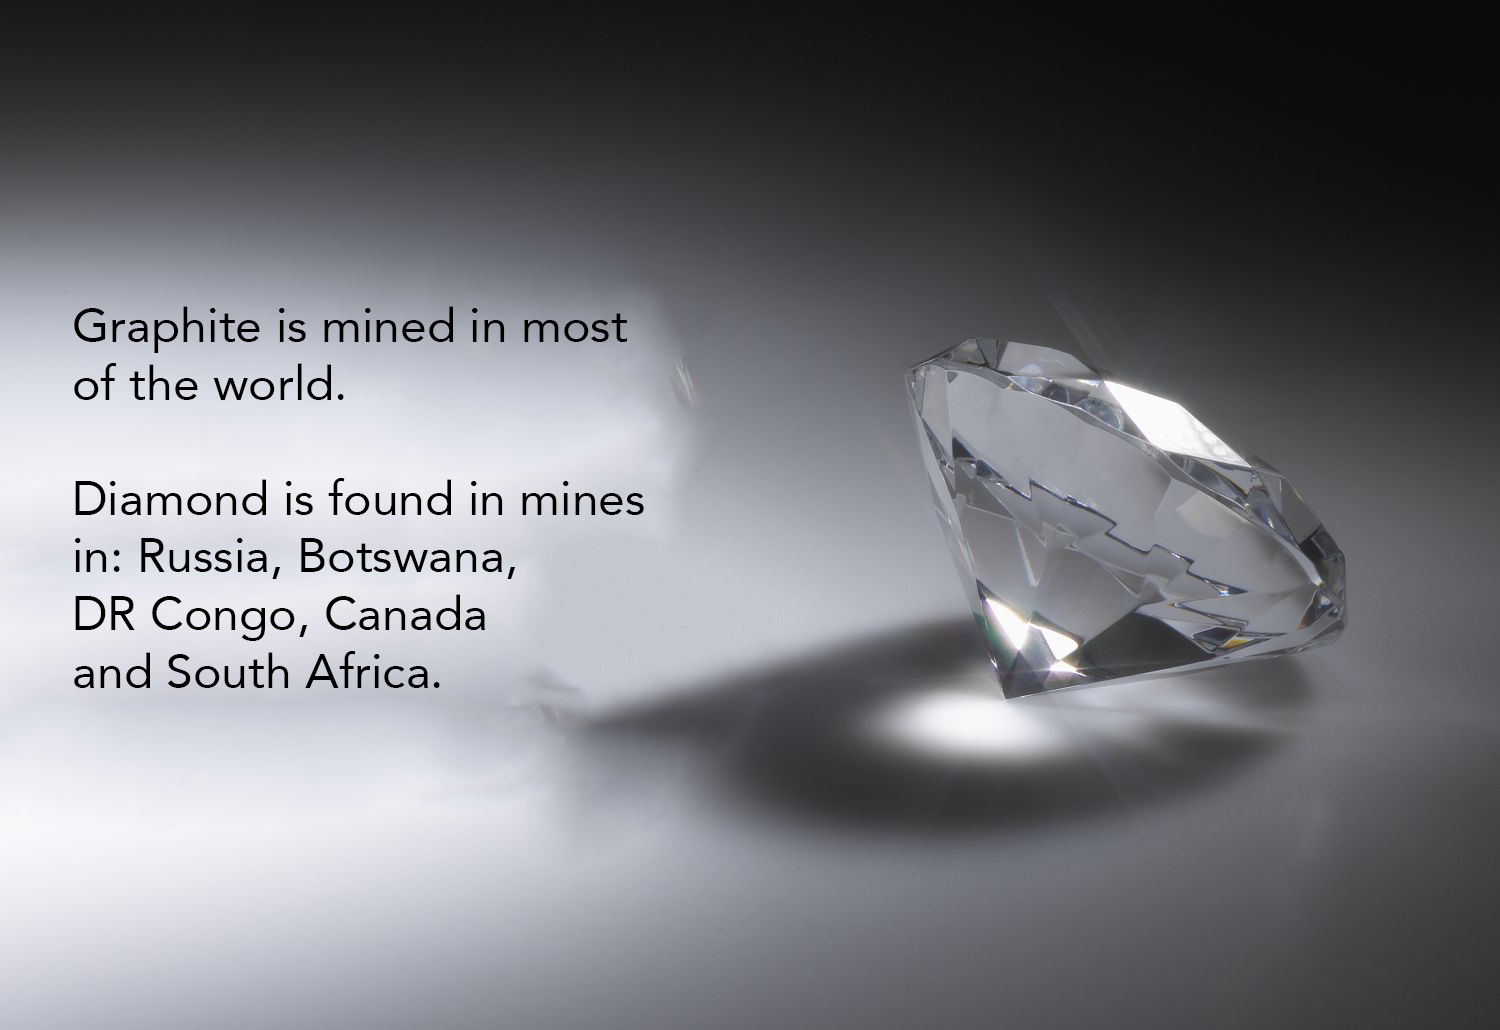 Graphite is mined in most
of the world.
Diamond is found in mines
in: Russia, Botswana,
DR Congo, Canada
and South Africa.